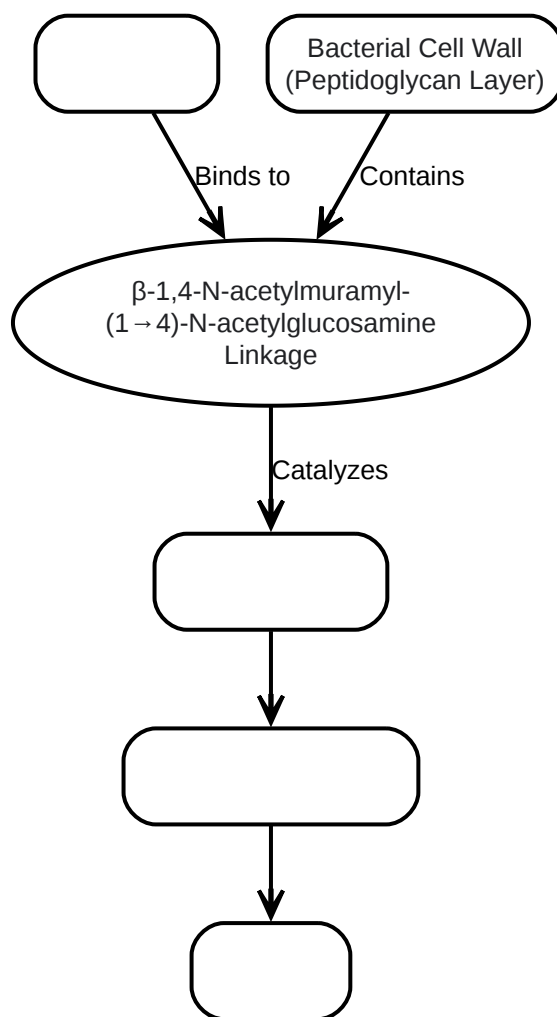 Bacterial Cell Wall
(Peptidoglycan Layer)
Binds to
Contains
β-1,4-N-acetylmuramyl-
(1→4)-N-acetylglucosamine
Linkage
Catalyzes